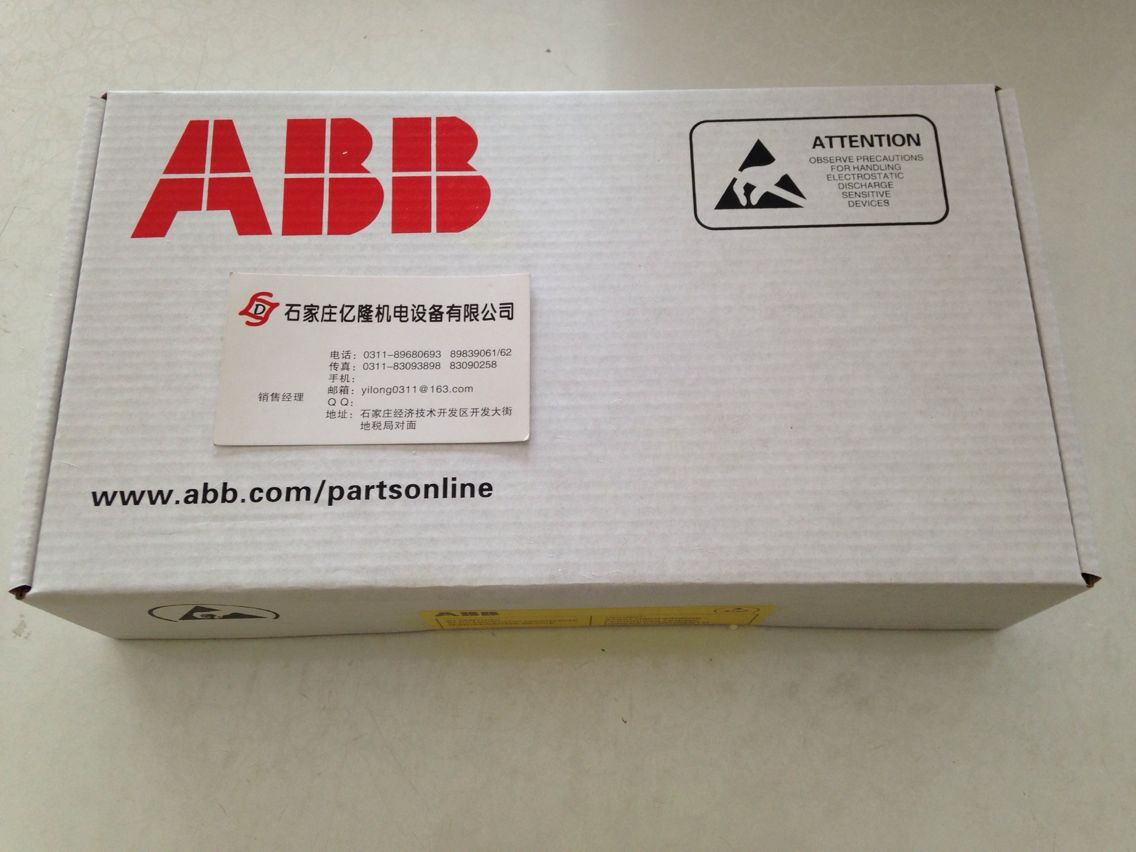 ABB
ATTENTION
OBSERVE PRECAUTIONS
FOR HANDLING
ELECTROSTATIC
DISCHARGE
SENSITIVE
DEVICES
D
石家庄亿隆机电设备有限公司
电话：0311-89680693 89839061/62
传真：0311-83093898 83090258
手机：
邮箱：yilong0311@163.com
销售经理
Q Q：
地址：石家庄经济技术开发区开发大街
地税局对面
www.abb.com/partsonline
ABB